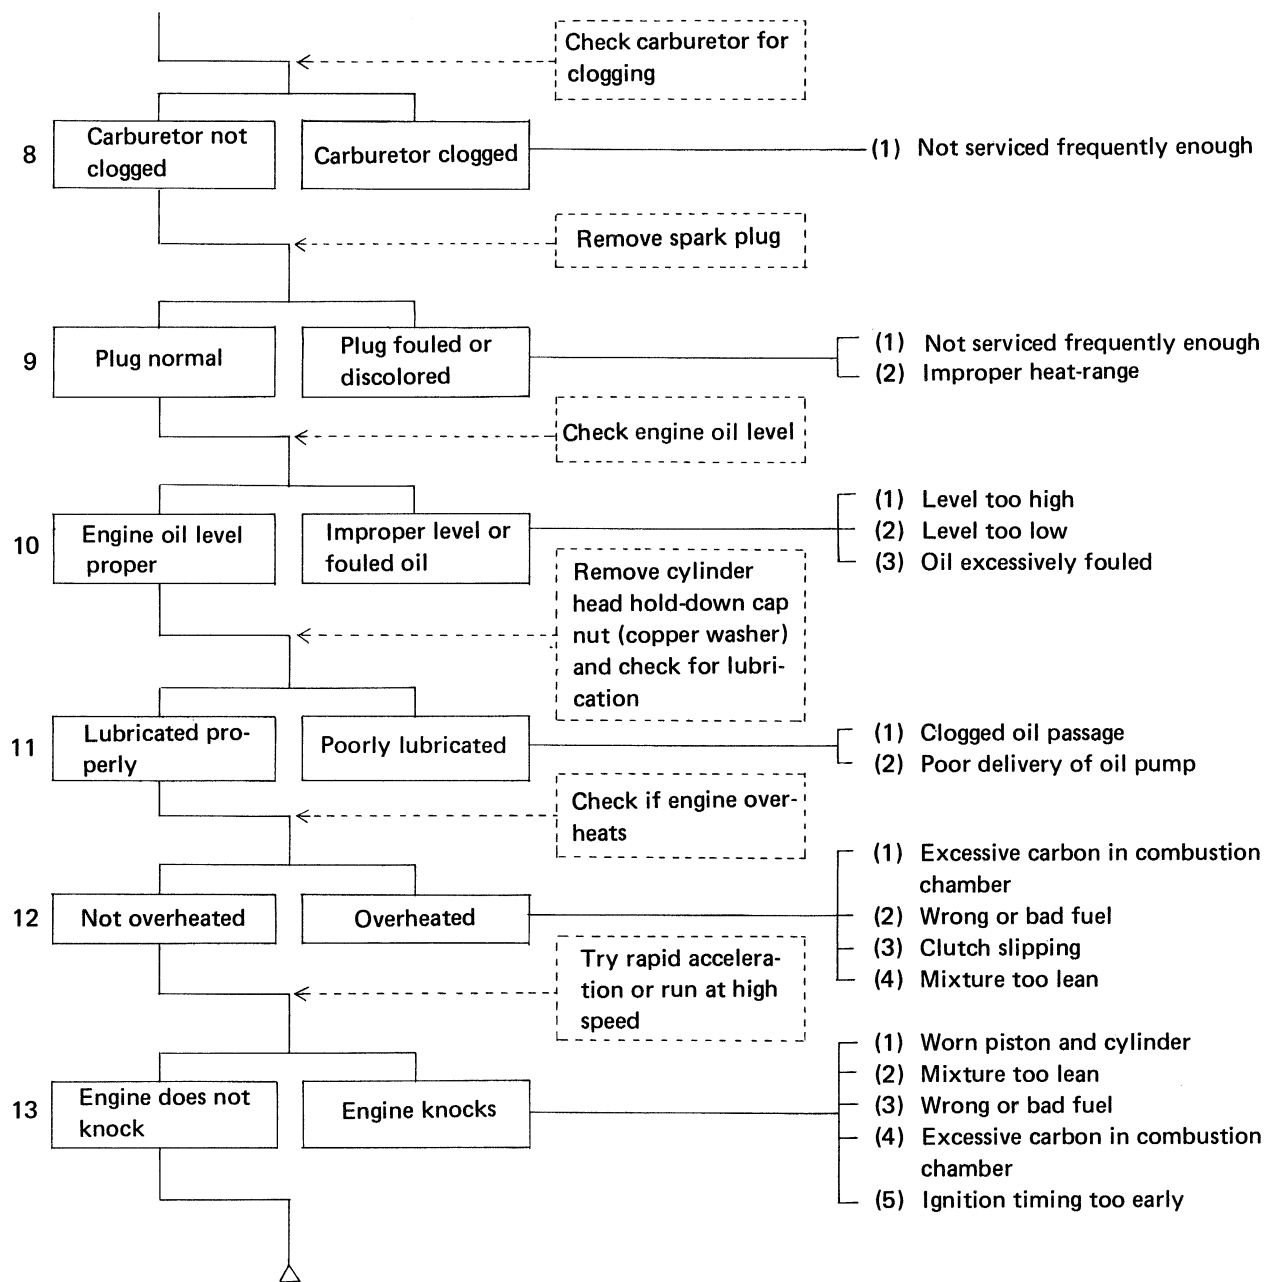 Check carburetor for
clogging
8
Carburetor not
clogged
Carburetor clogged
(1) Not serviced frequently enough
Remove spark plug
9
Plug normal
Plug fouled or
discolored
(1) Not serviced frequently enough
(2) Improper heat-range
Check engine oil level
10
Engine oil level
proper
Improper level or
fouled oil
(1) Level too high
(2) Level too low
(3) Oil excessively fouled
Remove cylinder
head hold-down cap
nut (copper washer)
and check for lubri-
cation
11
Lubricated pro-
perly
Poorly lubricated
(1) Clogged oil passage
(2) Poor delivery of oil pump
Check if engine over-
heats
12
Not overheated
Overheated
(1) Excessive carbon in combustion
chamber
(2) Wrong or bad fuel
(3) Clutch slipping
(4) Mixture too lean
Try rapid accelera-
tion or run at high
speed
13
Engine does not
knock
Engine knocks
(1) Worn piston and cylinder
(2) Mixture too lean
(3) Wrong or bad fuel
(4) Excessive carbon in combustion
chamber
(5) Ignition timing too early